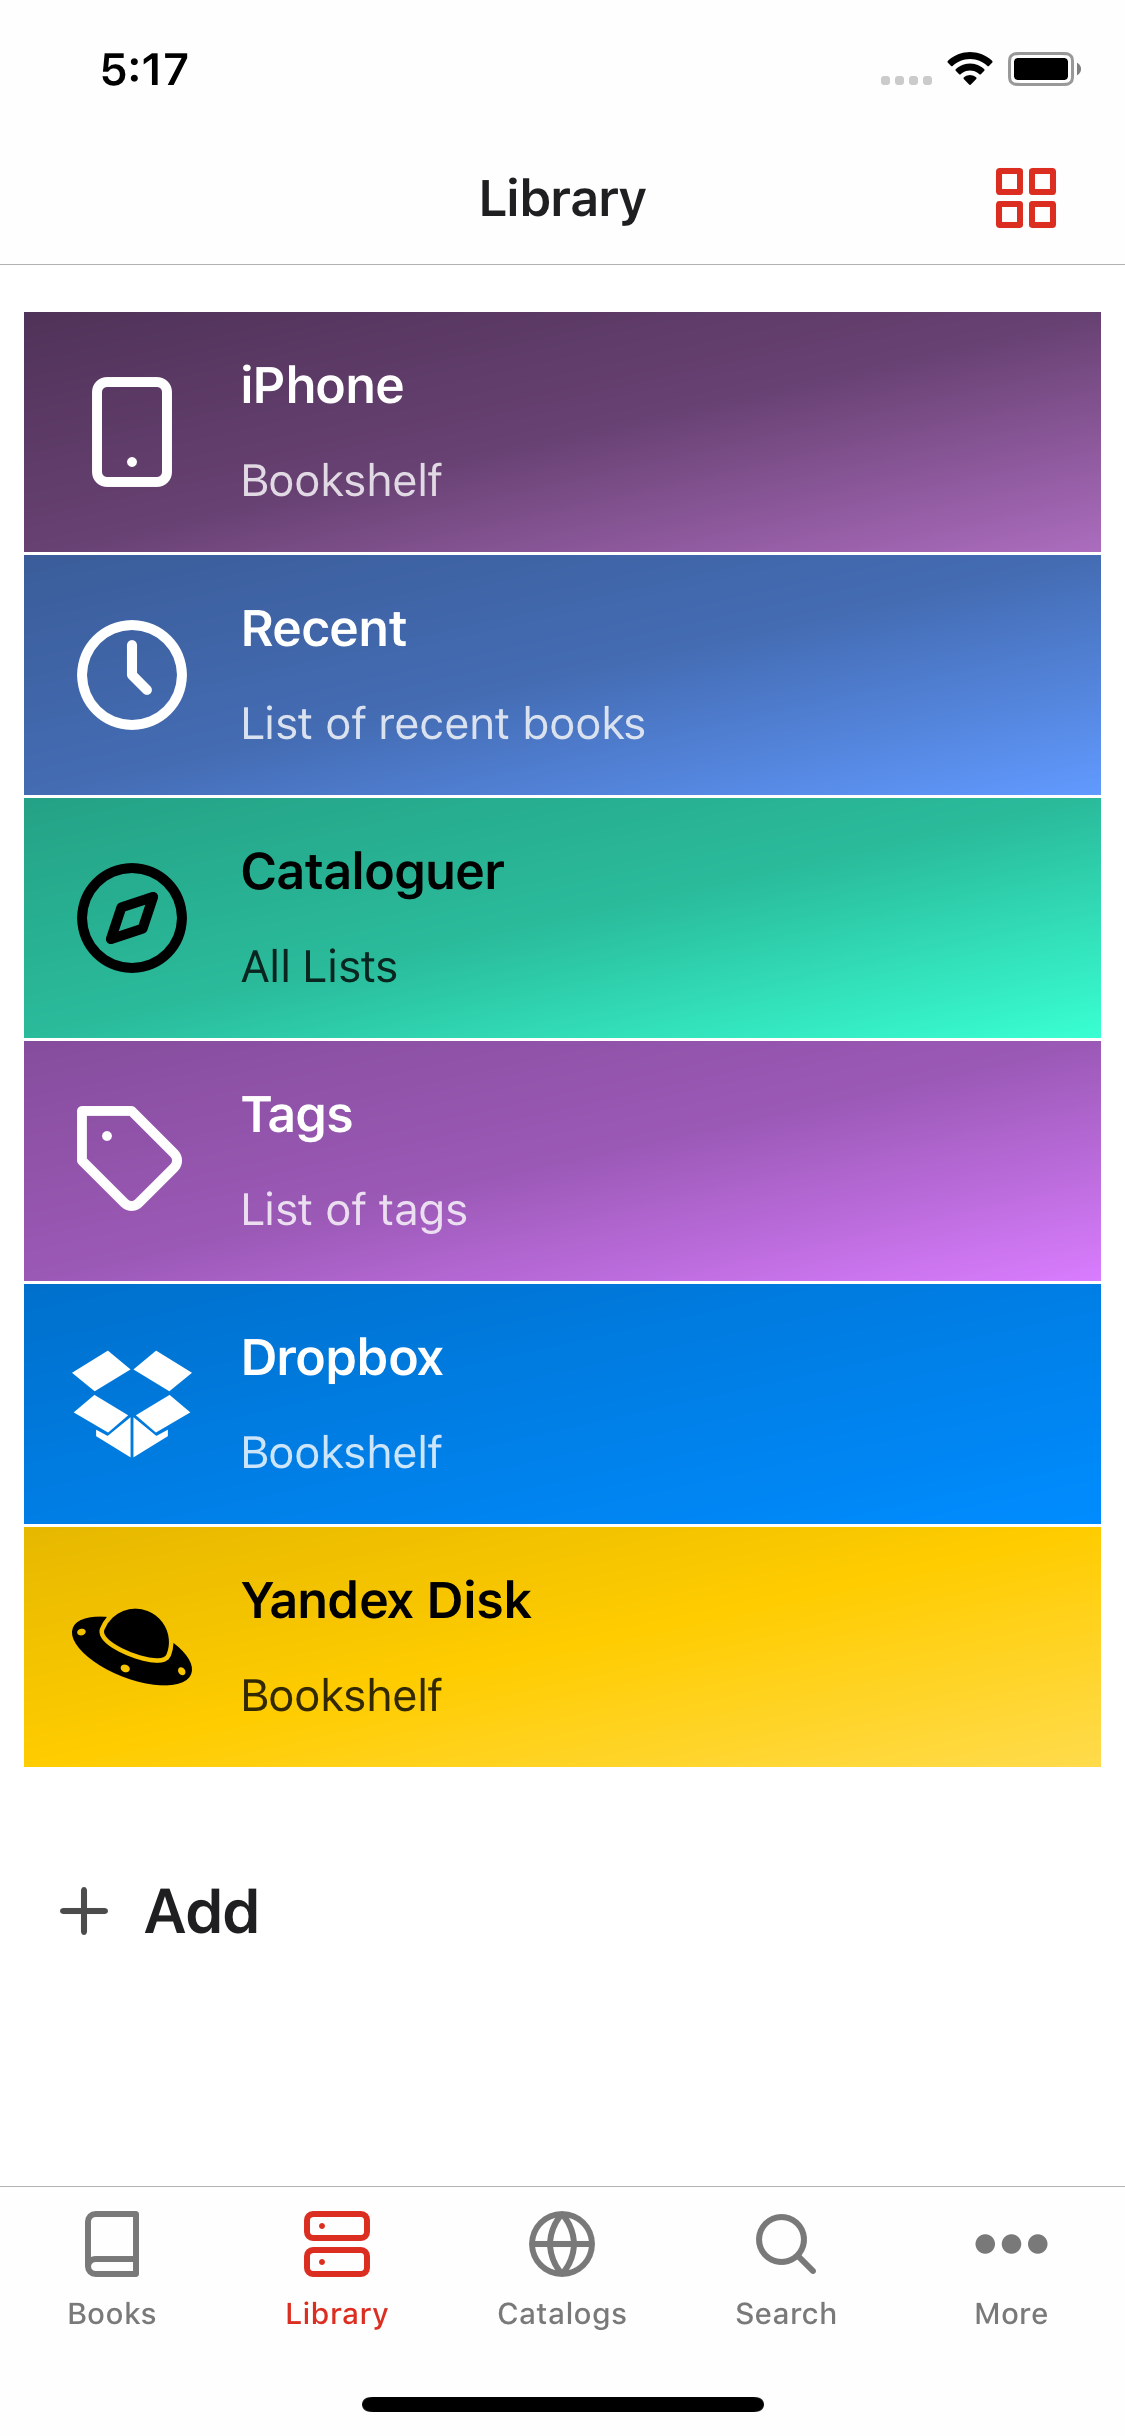 5:17
Library
iPhone
Bookshelf
Recent
List of recent books
Cataloguer
All Lists
Tags
List of tags
Dropbox
Bookshelf
Yandex Disk
Bookshelf
Add
Books
Library
Catalogs
Search
More